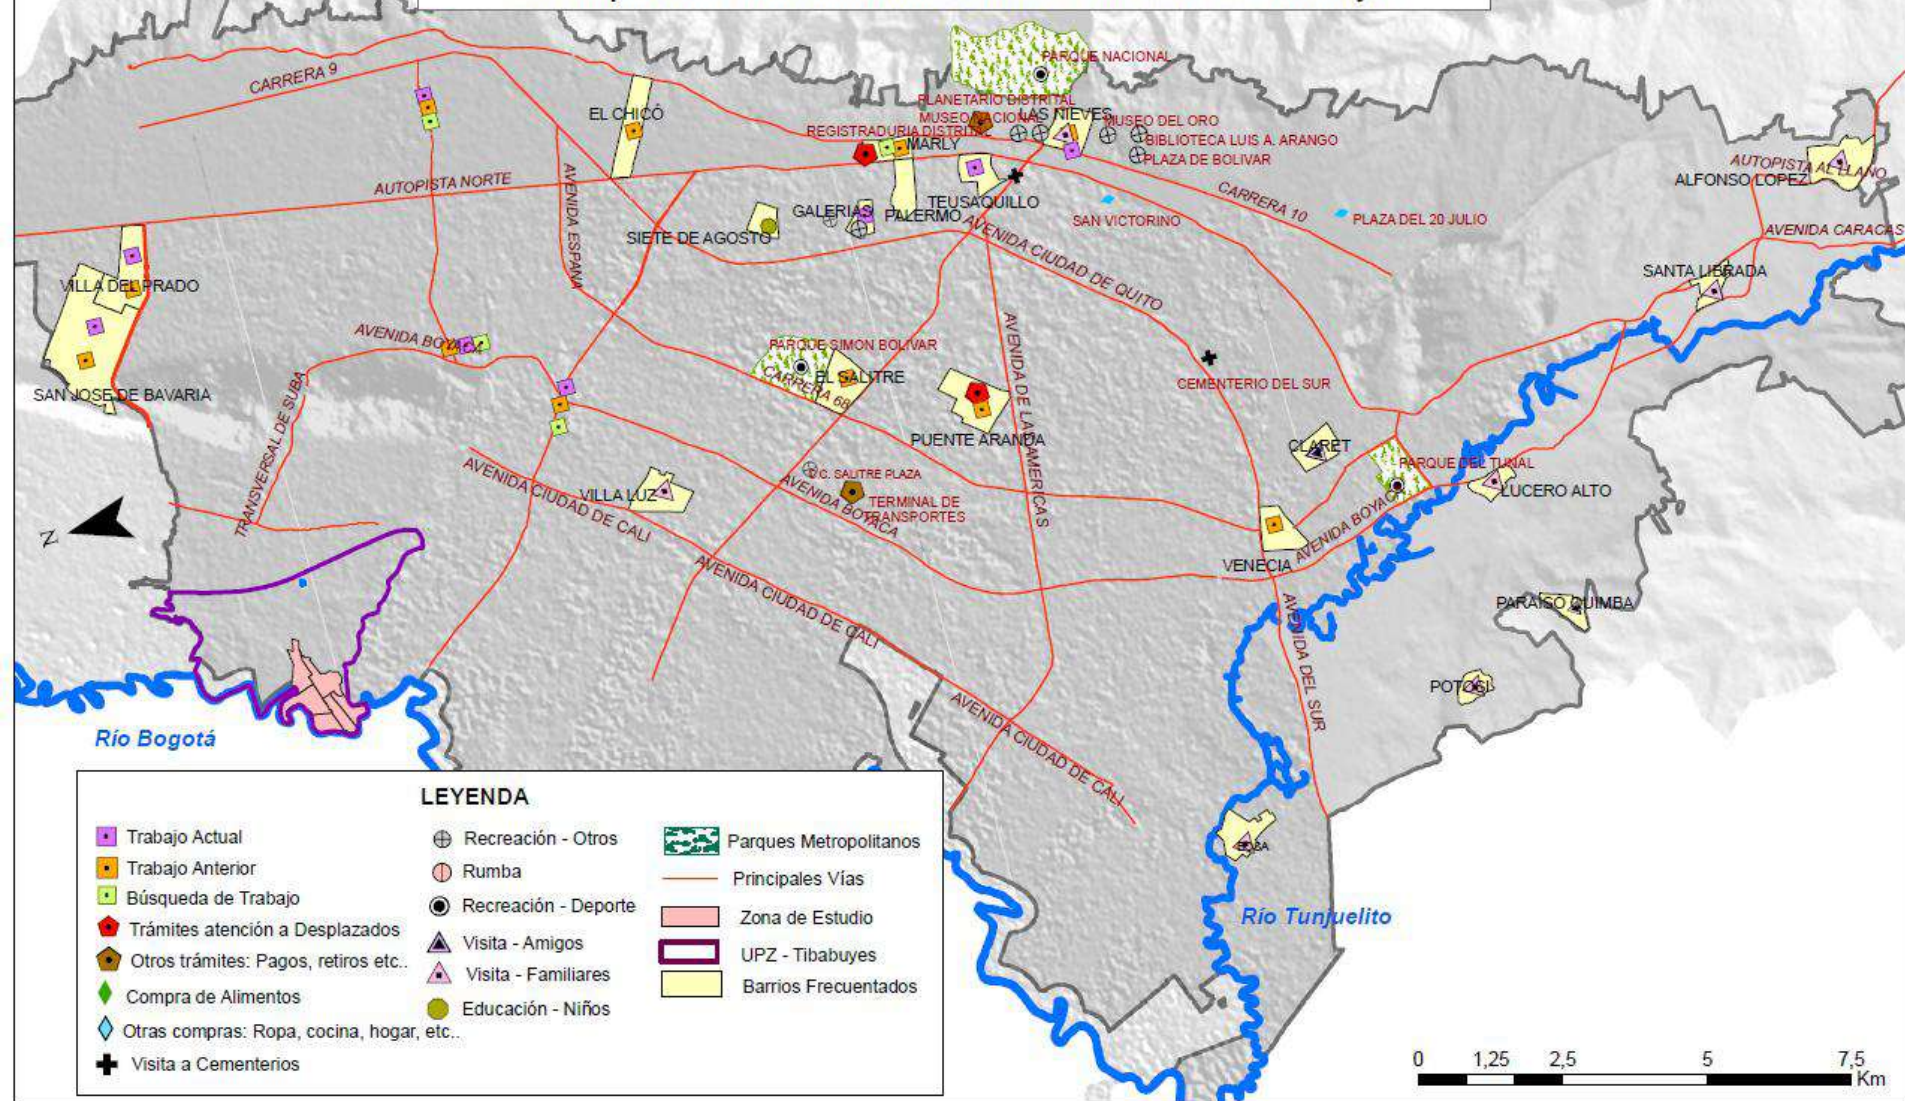 PARQUE NACIONAL
CARRERA 9
PLANETARIO DISTRITAL
MUSEO NACIONAL
LAS NIEVES
EL CHICÓ
MUSEO DEL ORO
REGISTRADURIA DISTRITAL
MARLY
BIBLIOTECA LUIS A. ARANGO
PLAZA DE BOLIVAR
AUTOPISTA AL LLANO
ALFONSO LOPEZ
AUTOPISTA NORTE
AVENIDA ESPAÑA
CARRERA 10
TEUSAQUILLO
GALERIAS
PALERMO
SAN VICTORINO
PLAZA DEL 20 JULIO
AVENIDA CARACAS
SIETE DE AGOSTO
AVENIDA CIUDAD DE QUITO
SANTA LIBRADA
VILLA DEL PRADO
AVENIDA BOYACA
PARQUE SIMON BOLIVAR
EL SALITRE
CARRERA 68
AVENIDA DE LAS AMERICAS
CEMENTERIO DEL SUR
SAN JOSE DE BAVARIA
TRANSVERSAL DE SUBA
PUENTE ARANDA
CLARET
PARQUE DEL TUNAL
LUCERO ALTO
AVENIDA CIUDAD DE CALI
VILLA LUZ
C.C. SALITRE PLAZA
AVENIDA BOYACA
TERMINAL DE
TRANSPORTES
AVENIDA BOYACA
VENECIA
N
AVENIDA CIUDAD DE CALI
PARAISO QUIMBA
AVENIDA DEL SUR
POTOSI
AVENIDA CIUDAD DE CALI
Río Bogotá
BOSA
Río Tunjuelito
LEYENDA
Trabajo Actual
Trabajo Anterior
Búsqueda de Trabajo
Trámites atención a Desplazados
Otros trámites: Pagos, retiros etc..
Compra de Alimentos
Otras compras: Ropa, cocina, hogar, etc..
Visita a Cementerios
Recreación - Otros
Rumba
Recreación - Deporte
Visita - Amigos
Visita - Familiares
Educación - Niños
Parques Metropolitanos
Principales Vías
Zona de Estudio
UPZ - Tibabuyes
Barrios Frecuentados
0 1,25 2,5 5 7,5
Km